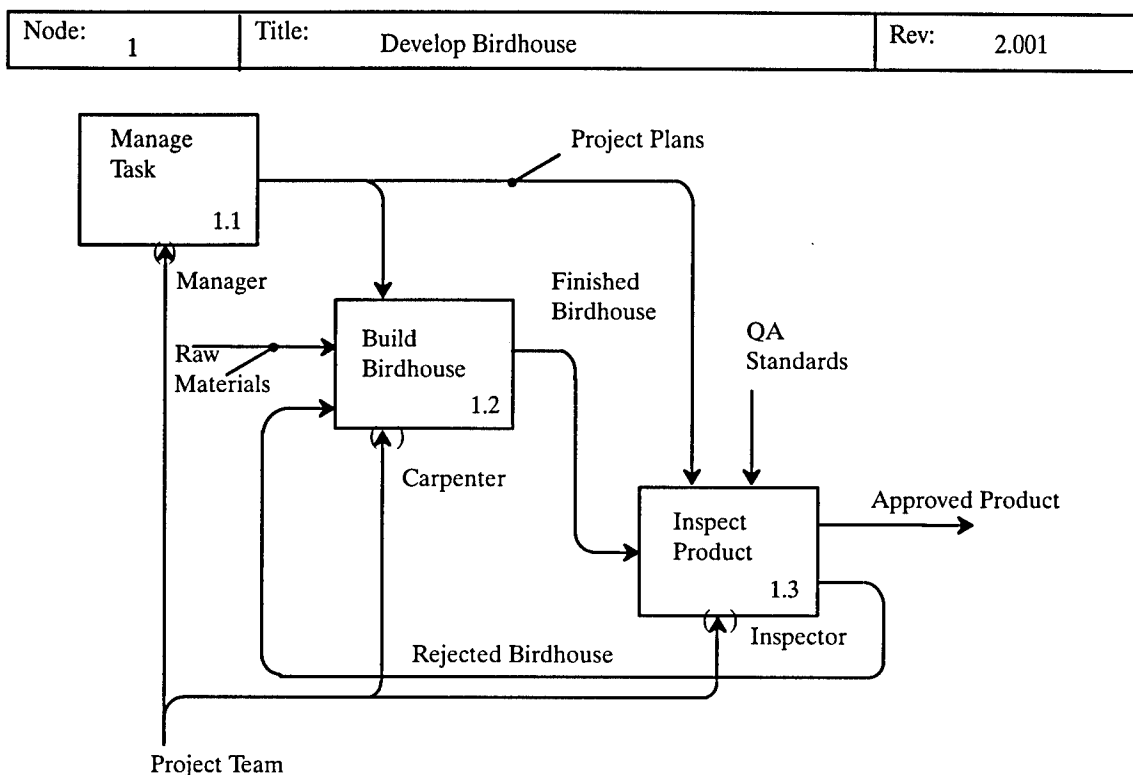 Node: 1 Title: Develop Birdhouse Rev: 2.001
Manage
Task
1.1
Project Plans
Manager
Finished
Birdhouse
Build
Birdhouse
1.2
Raw
Materials
QA
Standards
Carpenter
Inspect
Product
1.3
Approved Product
Inspector
Rejected Birdhouse
Project Team